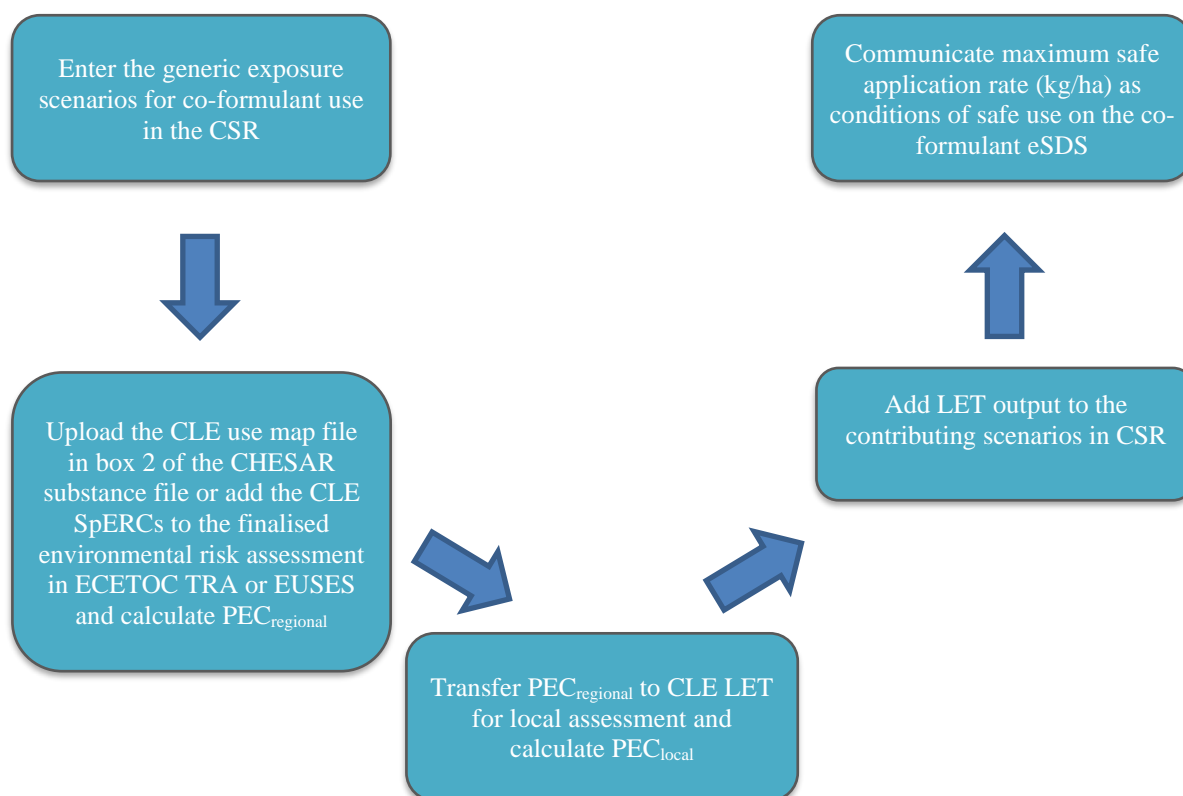 Enter the generic exposure
scenarios for co-formulant use
in the CSR
Upload the CLE use map file
in box 2 of the CHESAR
substance file or add the CLE
SpERCs to the finalised
environmental risk assessment
in ECETOC TRA or EUSES
and calculate PECregional
Transfer PECregional to CLE LET
for local assessment and
calculate PEClocal
Add LET output to the
contributing scenarios in CSR
Communicate maximum safe
application rate (kg/ha) as
conditions of safe use on the co-
formulant eSDS